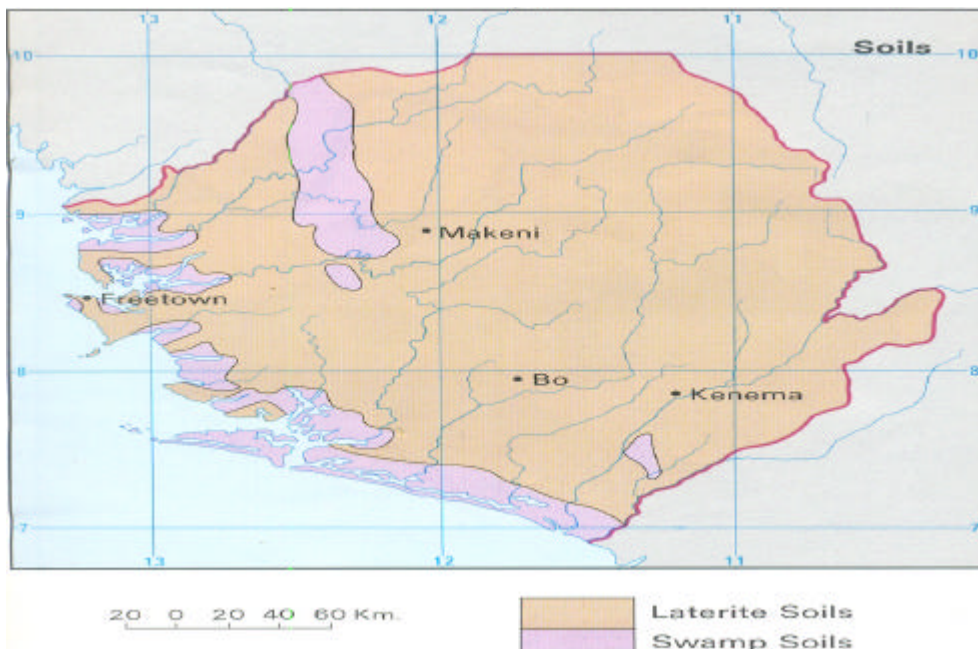 13 12 11
10 Soils 10
9 9
Makeni
Freetown
8 8
Bo
Kenema
7 7
13 12 11
20 0 20 40 60 Km.
Laterite Soils
Swamp Soils